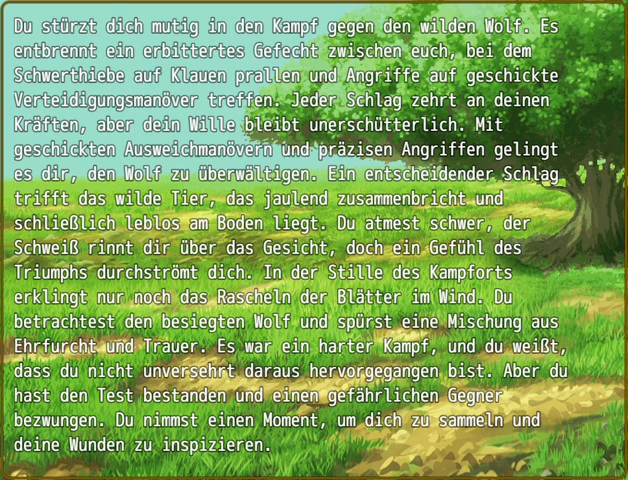 Du stürzt dich mutig in den Kampf gegen den wilden Wolf. Es
entbrennt ein erbittertes Gefecht zwischen euch, bei dem
Schwerthiebe auf Klauen prallen und Angriffe auf geschickte
Verteidigungsmanöver treffen. Jeder Schlag zehrt an deinen
Kräften, aber dein Wille bleibt unerschütterlich. Mit
geschickten Ausweichmanövern und präzisen Angriffen gelingt
es dir, den Wolf zu überwältigen. Ein entscheidender Schlag
trifft das wilde Tier, das jaulend zusammenbricht und
schließlich leblos am Boden liegt. Du atmest schwer, der
Schweiß rinnt dir über das Gesicht, doch ein Gefühl des
Triumphs durchströmt dich. In der Stille des Kampforts
erklingt nur noch das Rascheln der Blätter im Wind. Du
betrachtest den besiegten Wolf und spürst eine Mischung aus
Ehrfurcht und Trauer. Es war ein harter Kampf, und du weißt,
dass du nicht unversehrt daraus hervorgegangen bist. Aber du
hast den Test bestanden und einen gefährlichen Gegner
bezwungen. Du nimmst einen Moment, um dich zu sammeln und
deine Wunden zu inspizieren.